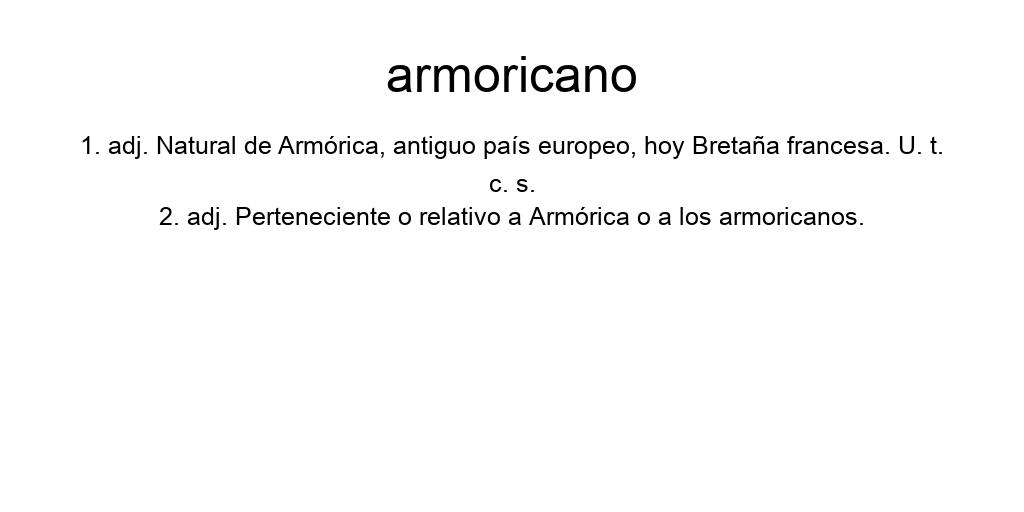 armoricano
1. adj. Natural de Armórica, antiguo país europeo, hoy Bretaña francesa. U. t.
c. s.
2. adj. Perteneciente o relativo a Armórica o a los armoricanos.